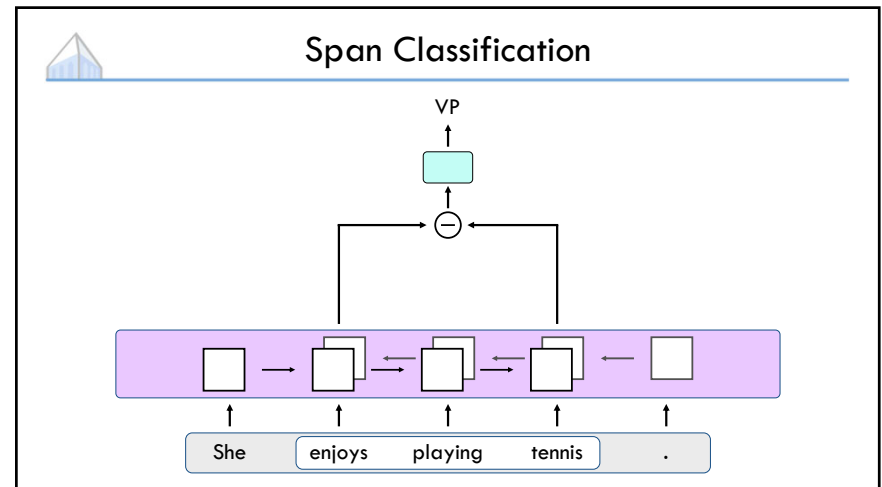 Span Classification
VP
She enjoys playing tennis .